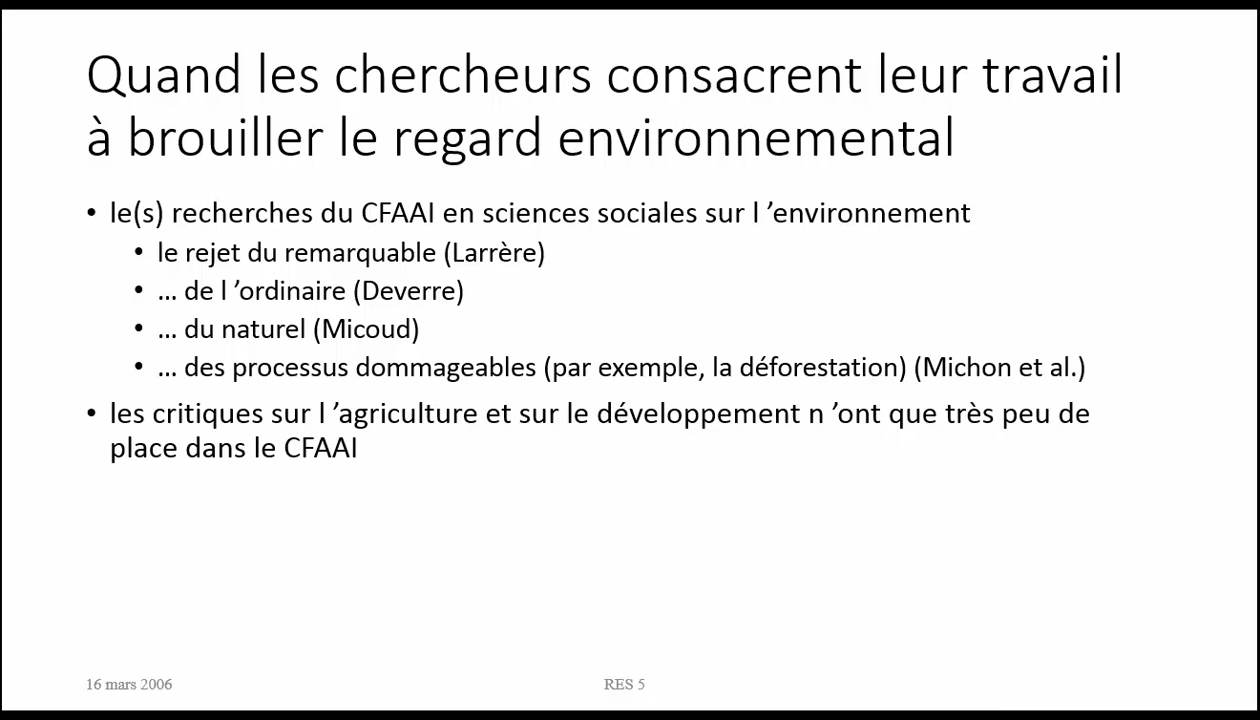 Quand les chercheurs consacrent leur travail
à brouiller le regard environnemental
• le(s) recherches du CFAAI en sciences sociales sur l ’environnement
• le rejet du remarquable (Larrère)
• … de l ’ordinaire (Deverre)
• … du naturel (Micoud)
• … des processus dommageables (par exemple, la déforestation) (Michon et al.)
• les critiques sur l ’agriculture et sur le développement n ’ont que très peu de
place dans le CFAAI
16 mars 2006
RES 5